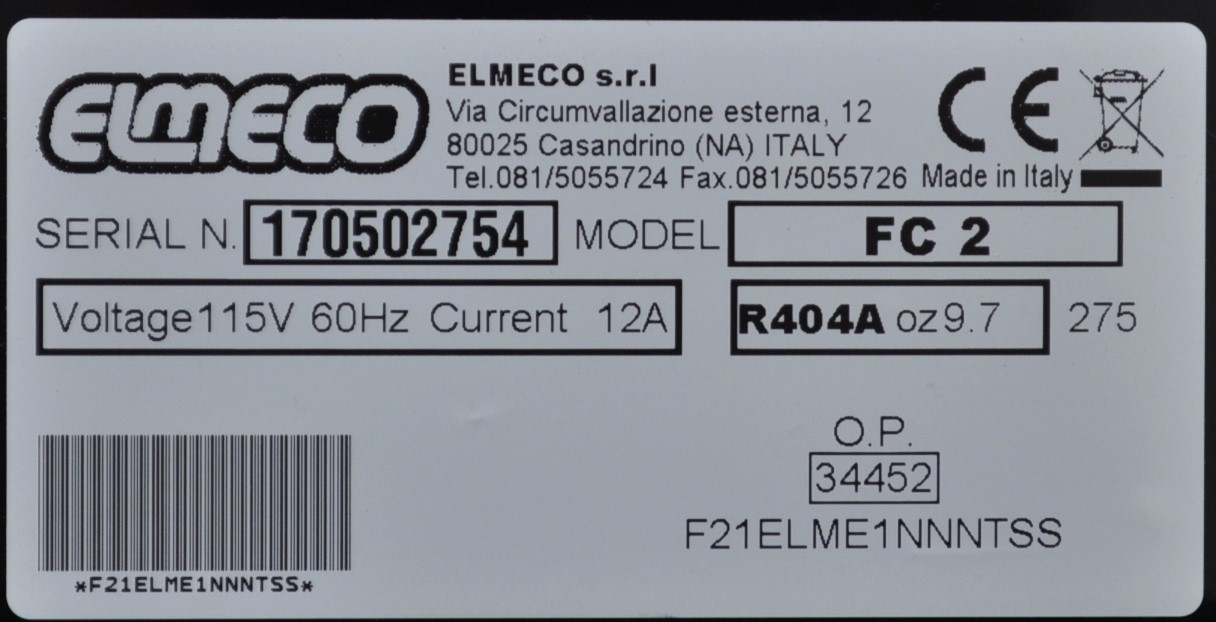 ELMECO
ELMECO s.r.l
Via Circumvallazione esterna, 12
80025 Casandrino (NA) ITALY
Tel.081/5055724 Fax.081/5055726
CE
Made in Italy
SERIAL N. 170502754 MODEL FC 2
Voltage115V 60Hz Current 12A R404A oz9.7 275
O.P.
34452
F21ELME1NNNTSS
*F21ELME1NNNTSS*